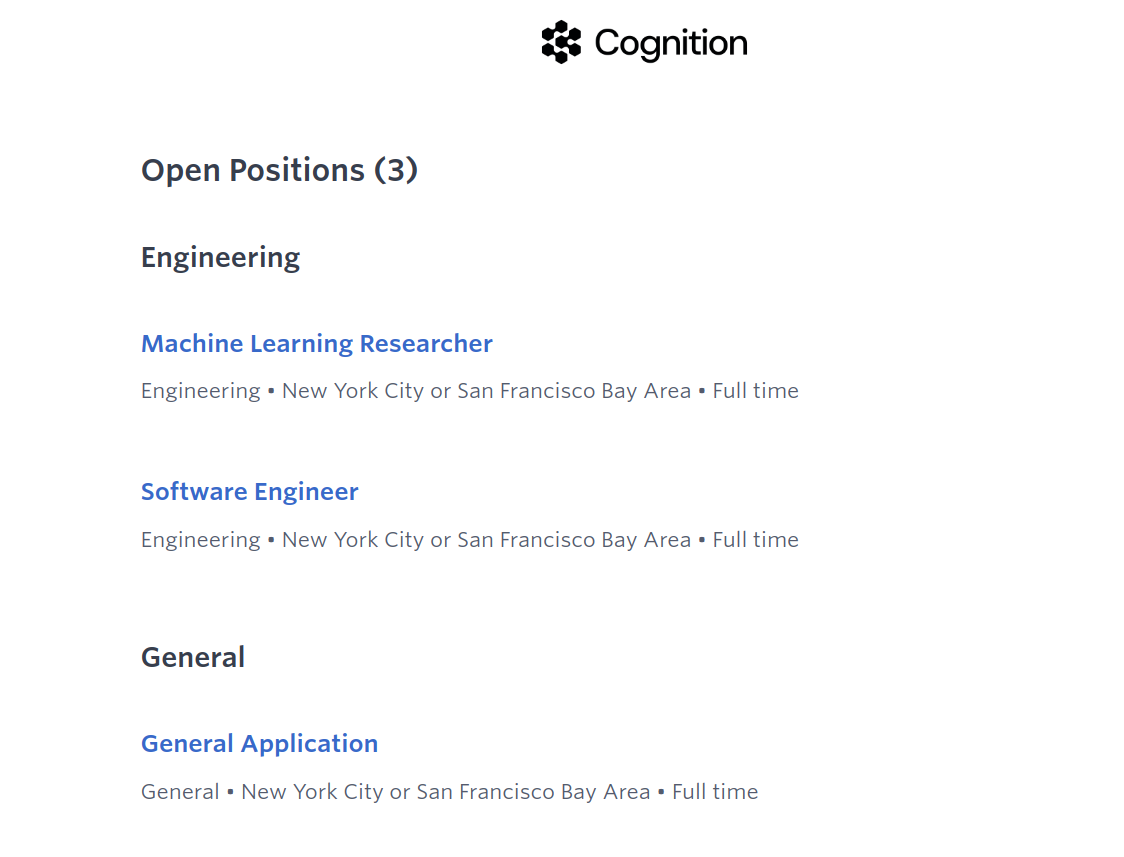 Cognition
Open Positions (3)
Engineering
Machine Learning Researcher
Engineering • New York City or San Francisco Bay Area • Full time
Software Engineer
Engineering • New York City or San Francisco Bay Area • Full time
General
General Application
General • New York City or San Francisco Bay Area • Full time